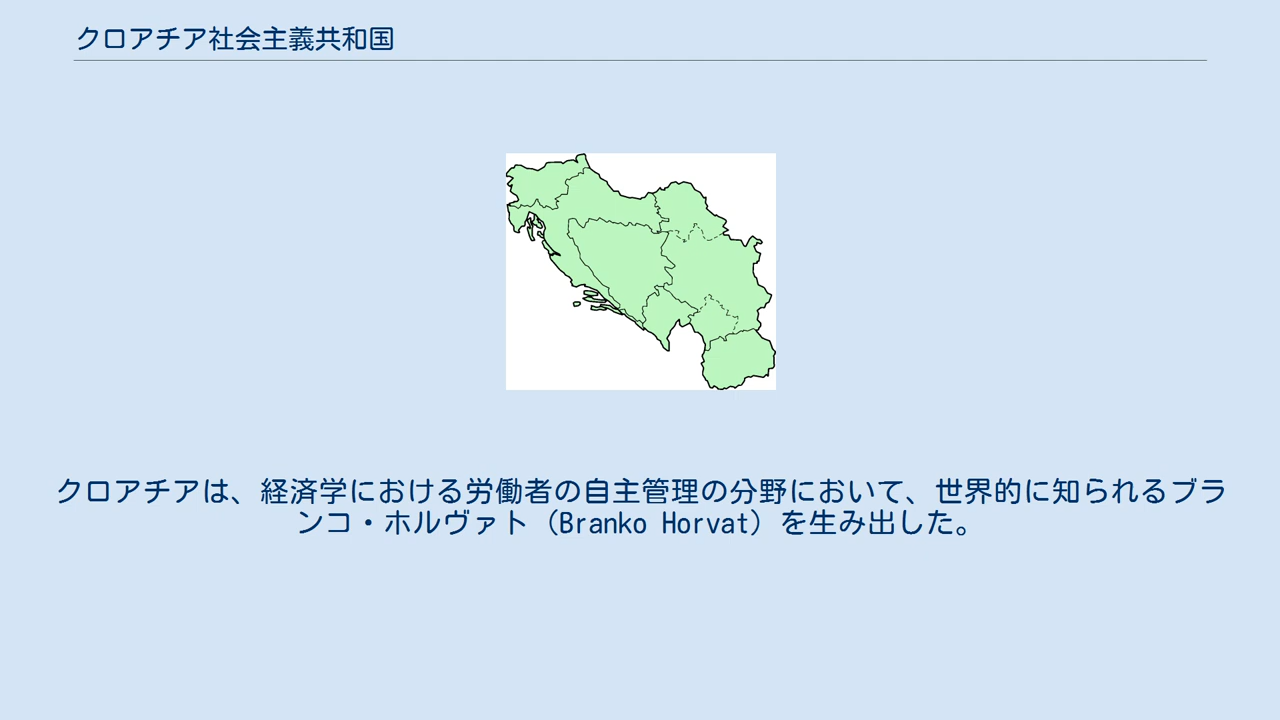 クロアチア社会主義共和国
クロアチアは、経済学における労働者の自主管理の分野において、世界的に知られるブラ
ンコ・ホルヴァト（Branko Horvat）を生み出した。